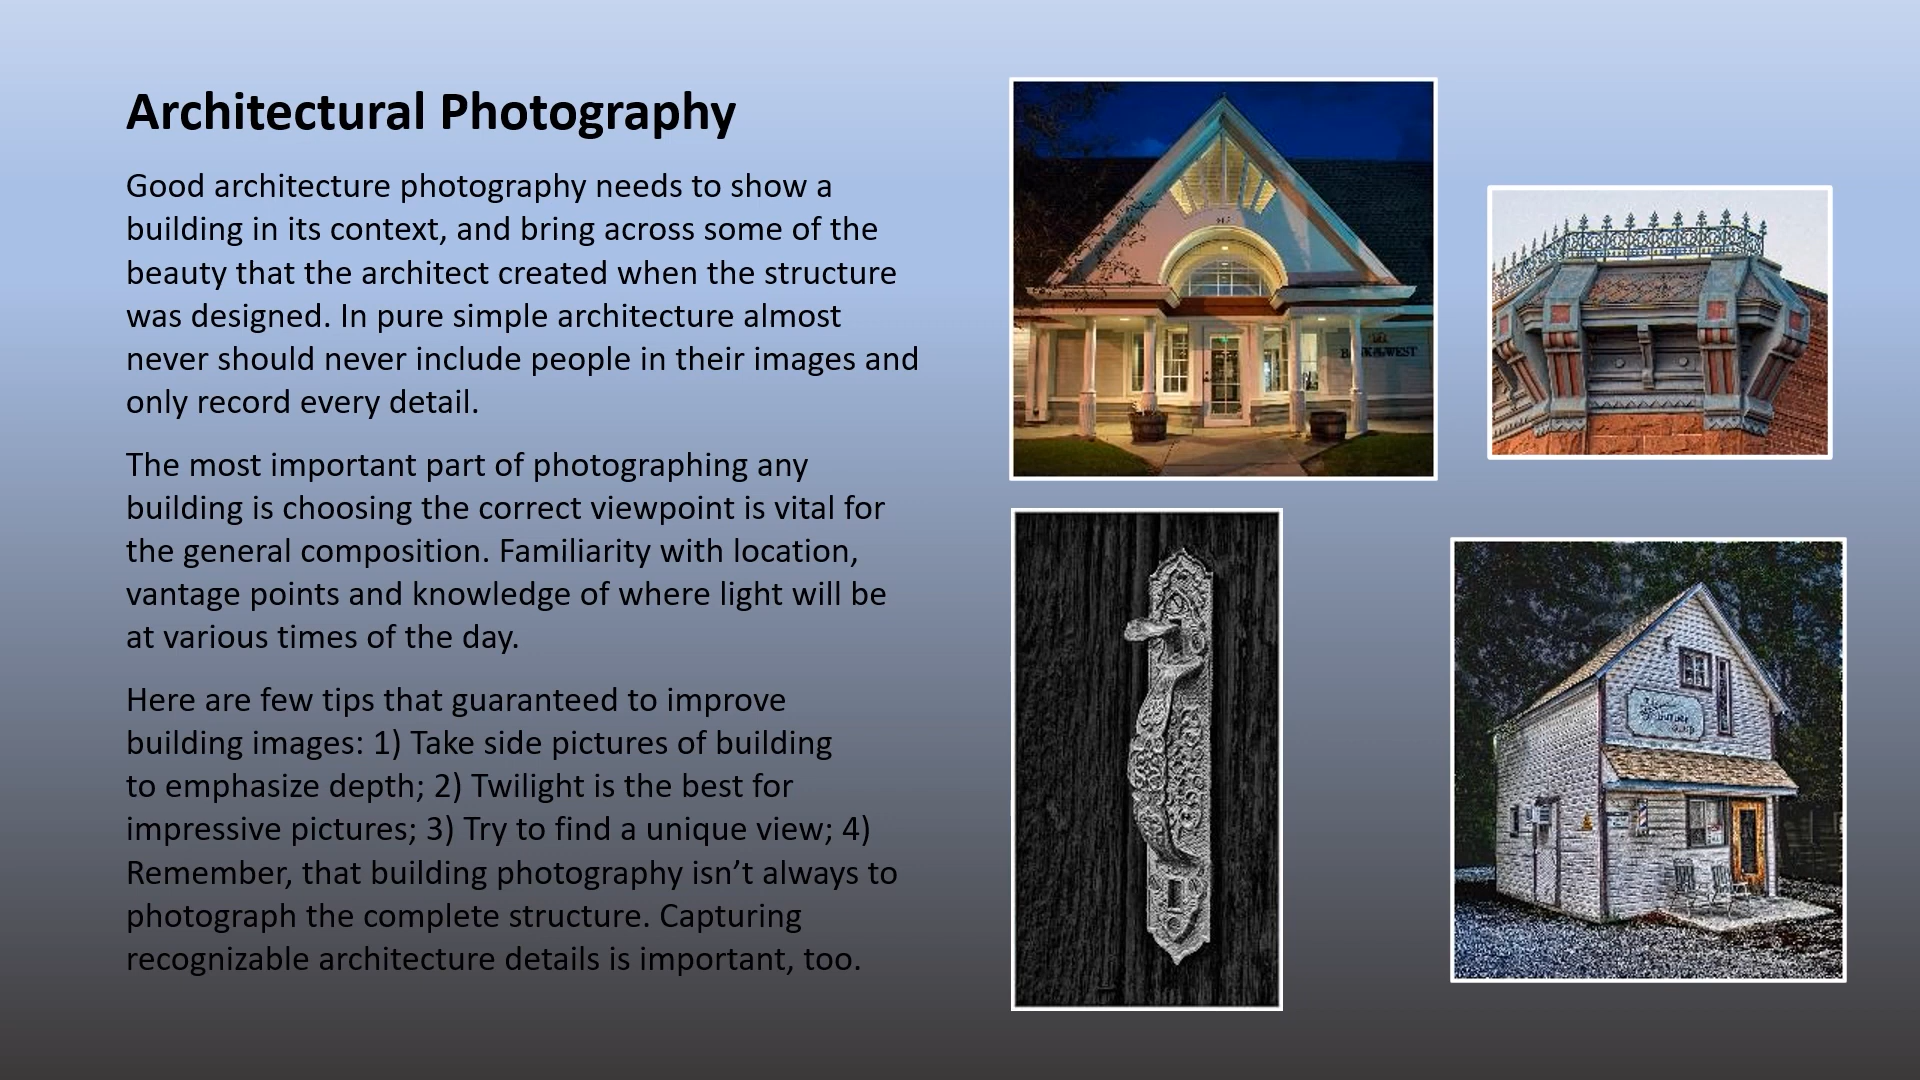 Architectural Photography
Good architecture photography needs to show a
building in its context, and bring across some of the
beauty that the architect created when the structure
was designed. In pure simple architecture almost
never should never include people in their images and
only record every detail.
The most important part of photographing any
building is choosing the correct viewpoint is vital for
the general composition. Familiarity with location,
vantage points and knowledge of where light will be
at various times of the day.
Here are few tips that guaranteed to improve
building images: 1) Take side pictures of building
to emphasize depth; 2) Twilight is the best for
impressive pictures; 3) Try to find a unique view; 4)
Remember, that building photography isn’t always to
photograph the complete structure. Capturing
recognizable architecture details is important, too.
BANK OF THE WEST